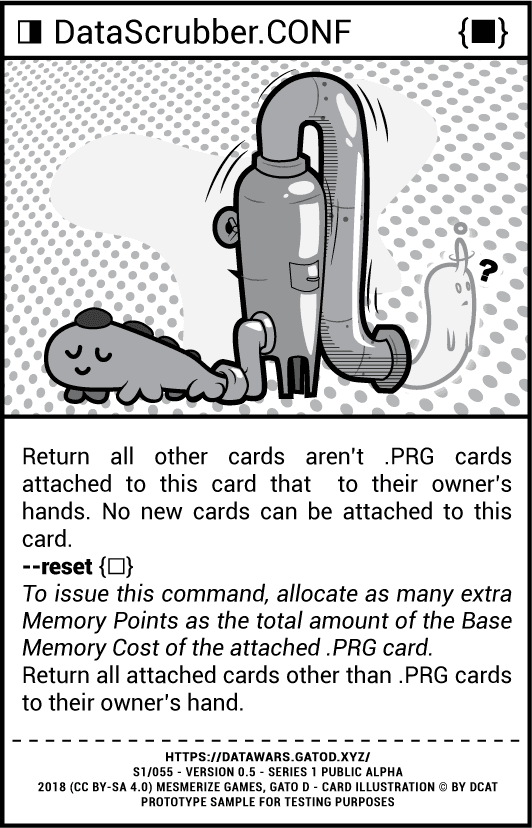 DataScrubber.CONF {■}
?
Return all other cards aren't .PRG cards
attached to this card that to their owner's
hands. No new cards can be attached to this
card.
--reset {□}
To issue this command, allocate as many extra
Memory Points as the total amount of the Base
Memory Cost of the attached .PRG card.
Return all attached cards other than .PRG cards
to their owner's hand.
HTTPS://DATAWARS.GATOD.XYZ/
S1/055 - VERSION 0.5 - SERIES 1 PUBLIC ALPHA
2018 (CC BY-SA 4.0) MESMERIZE GAMES, GATO D - CARD ILLUSTRATION © BY DCAT
PROTOTYPE SAMPLE FOR TESTING PURPOSES